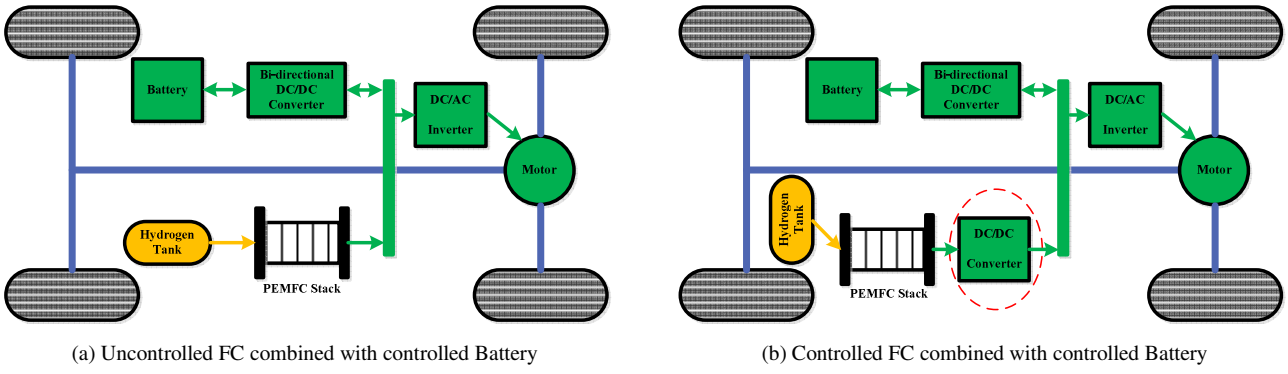 Battery
Bi-directional
DC/DC
Converter
DC/AC
Inverter
Motor
Hydrogen
Tank
PEMFC Stack
(a) Uncontrolled FC combined with controlled Battery
Battery
Bi-directional
DC/DC
Converter
DC/AC
Inverter
Motor
Hydrogen
Tank
PEMFC Stack
DC/DC
Converter
(b) Controlled FC combined with controlled Battery